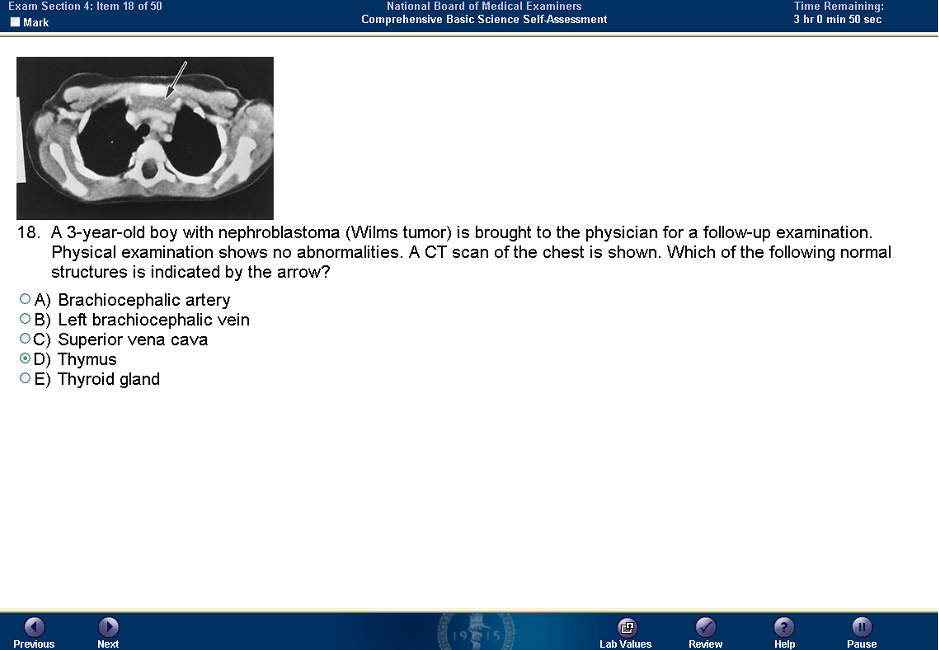 Exam Section 4: Item 18 of 50
National Board of Medical Examiners
Time Remaining:
Mark
Comprehensive Basic Science Self-Assessment
3 hr 0 min 50 sec
18. A 3-year-old boy with nephroblastoma (Wilms tumor) is brought to the physician for a follow-up examination.
Physical examination shows no abnormalities. A CT scan of the chest is shown. Which of the following normal
structures is indicated by the arrow?
A) Brachiocephalic artery
B) Left brachiocephalic vein
C) Superior vena cava
D) Thymus
E) Thyroid gland
1915
Previous
Next
Lab Values
Review
Help
Pause